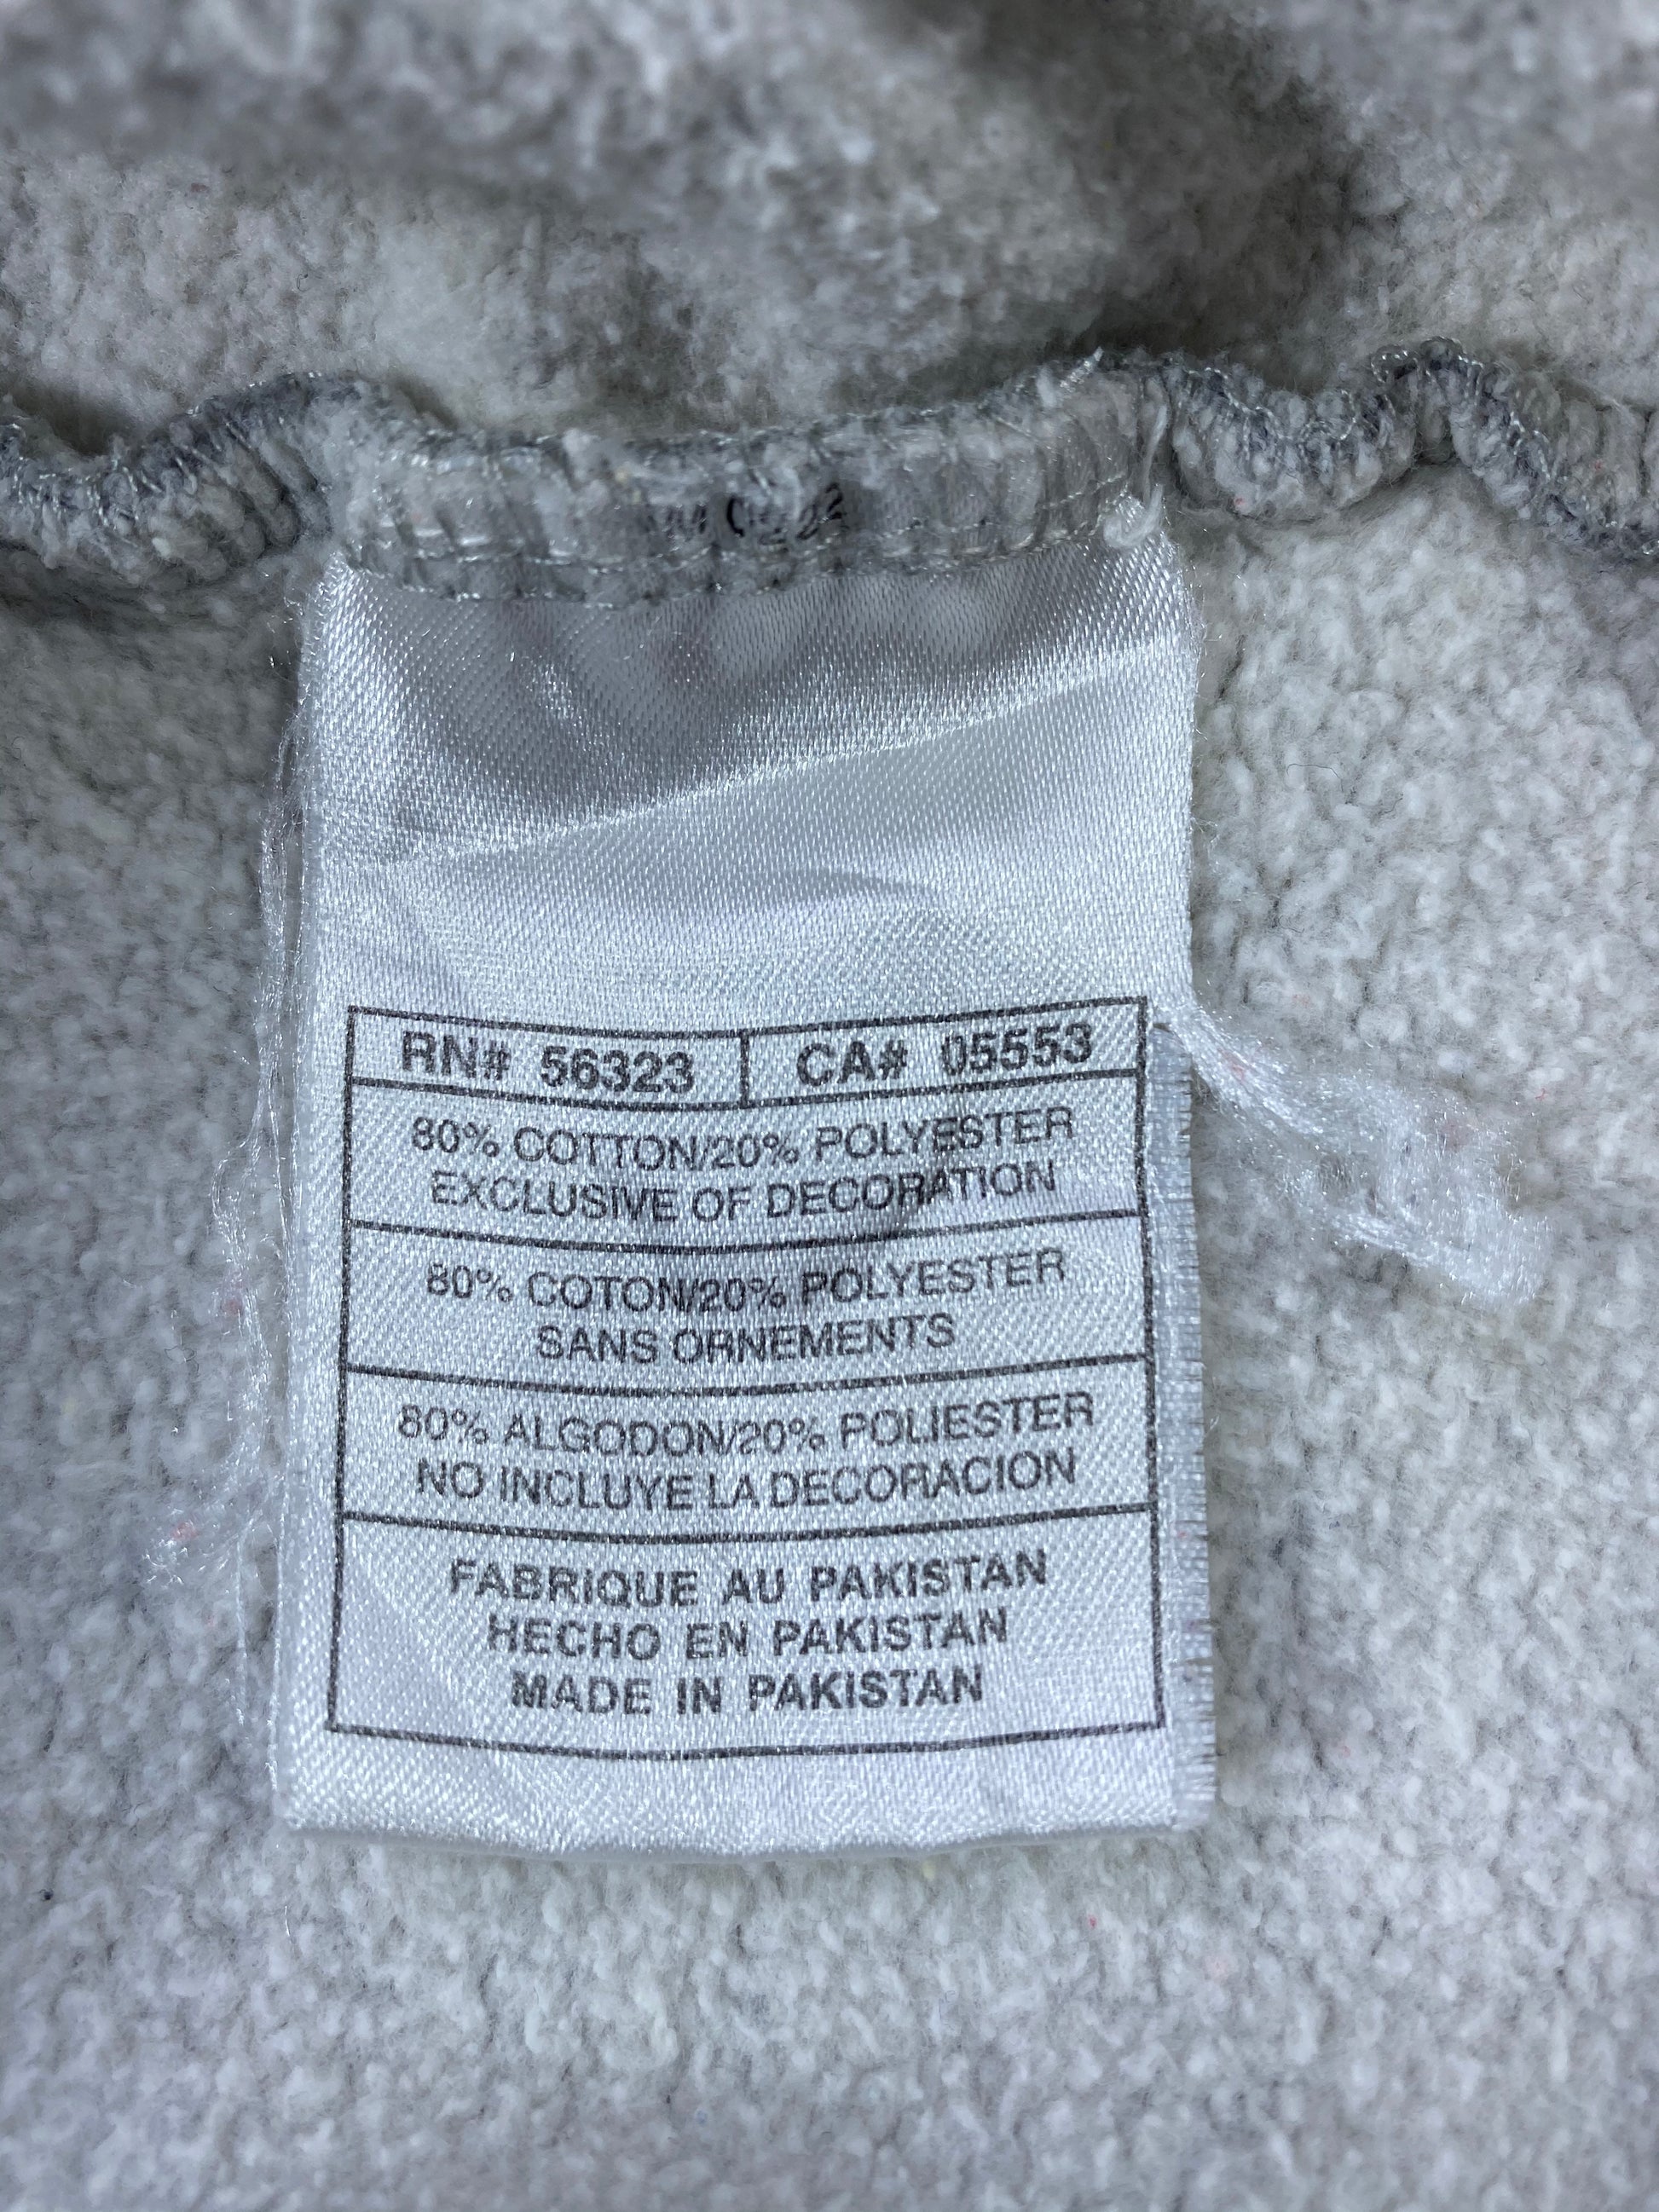 RN# 56323 CA# 05553
80% COTTON/20% POLYESTER
EXCLUSIVE OF DECORATION
80% COTON/20% POLYESTER
SANS ORNEMENTS
80% ALGODON/20% POLIESTER
NO INCLUYE LA DECORACION
FABRIQUE AU PAKISTAN
HECHO EN PAKISTAN
MADE IN PAKISTAN